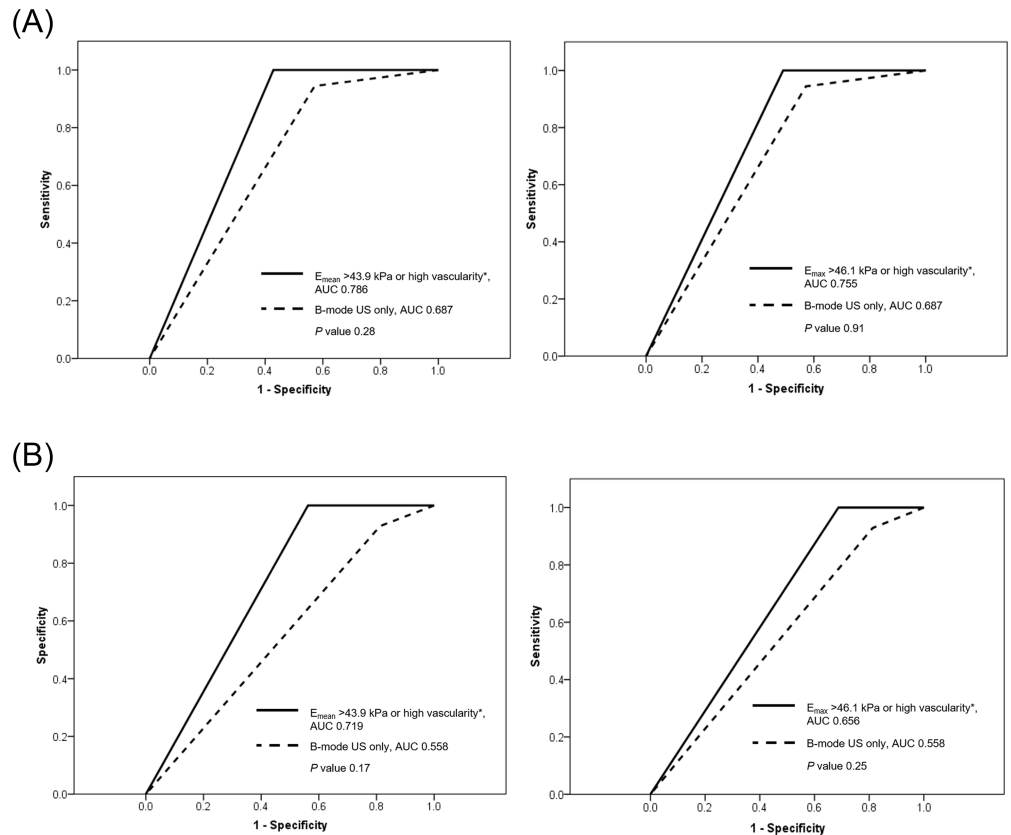 (A)
1.0
0.8
0.6
0.4
0.2
0.0
Sensitivity
E_mean >43.9 kPa or high vascularity*,
AUC 0.786
B-mode US only, AUC 0.687
P value 0.28
0.0 0.2 0.4 0.6 0.8 1.0
1 - Specificity
1.0
0.8
0.6
0.4
0.2
0.0
Sensitivity
E_max >46.1 kPa or high vascularity*,
AUC 0.755
B-mode US only, AUC 0.687
P value 0.91
0.0 0.2 0.4 0.6 0.8 1.0
1 - Specificity
(B)
1.0
0.8
0.6
0.4
0.2
0.0
Specificity
E_mean >43.9 kPa or high vascularity*,
AUC 0.719
B-mode US only, AUC 0.558
P value 0.17
0.0 0.2 0.4 0.6 0.8 1.0
1 - Specificity
1.0
0.8
0.6
0.4
0.2
0.0
Sensitivity
E_max >46.1 kPa or high vascularity*,
AUC 0.656
B-mode US only, AUC 0.558
P value 0.25
0.0 0.2 0.4 0.6 0.8 1.0
1 - Specificity